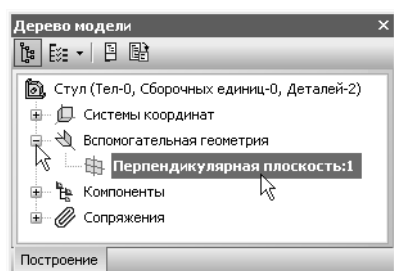 Дерево модели
Стул (Тел-0, Сборочных единиц-0, Деталей-2)
Системы координат
Вспомогательная геометрия
Перпендикулярная плоскость:1
Компоненты
Сопряжения
Построение